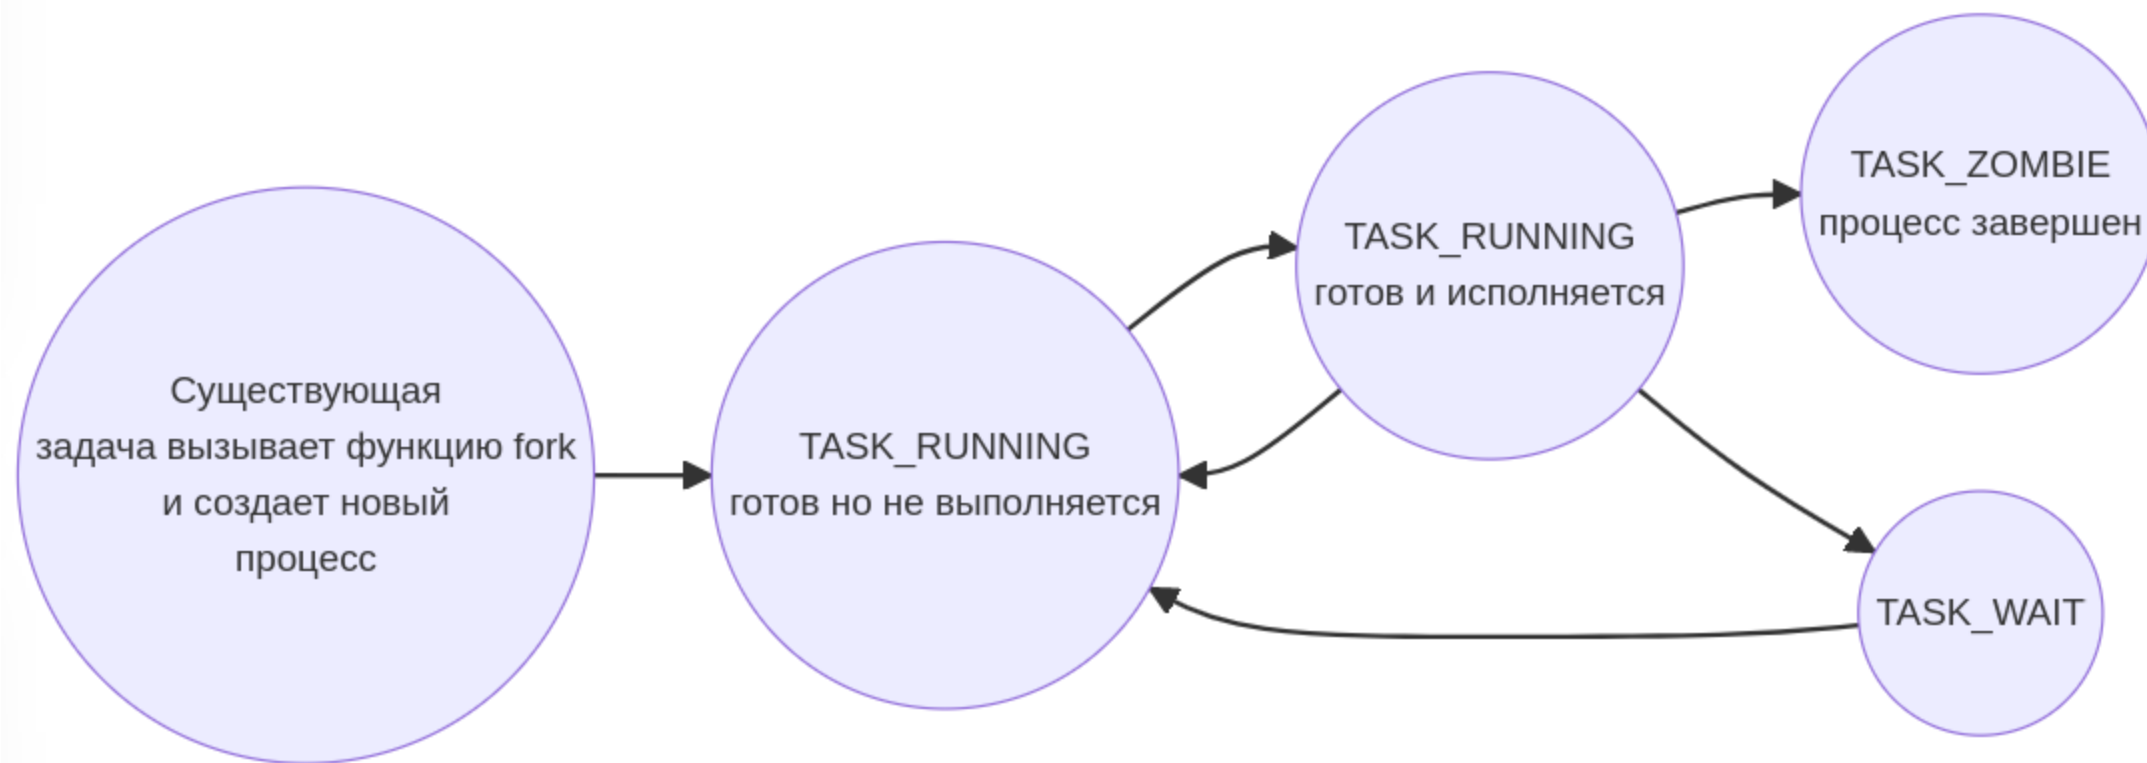 Существующая
задача вызывает функцию fork
и создает новый
процесс
TASK_RUNNING
готов но не выполняется
TASK_RUNNING
готов и исполняется
TASK_ZOMBIE
процесс завершен
TASK_WAIT